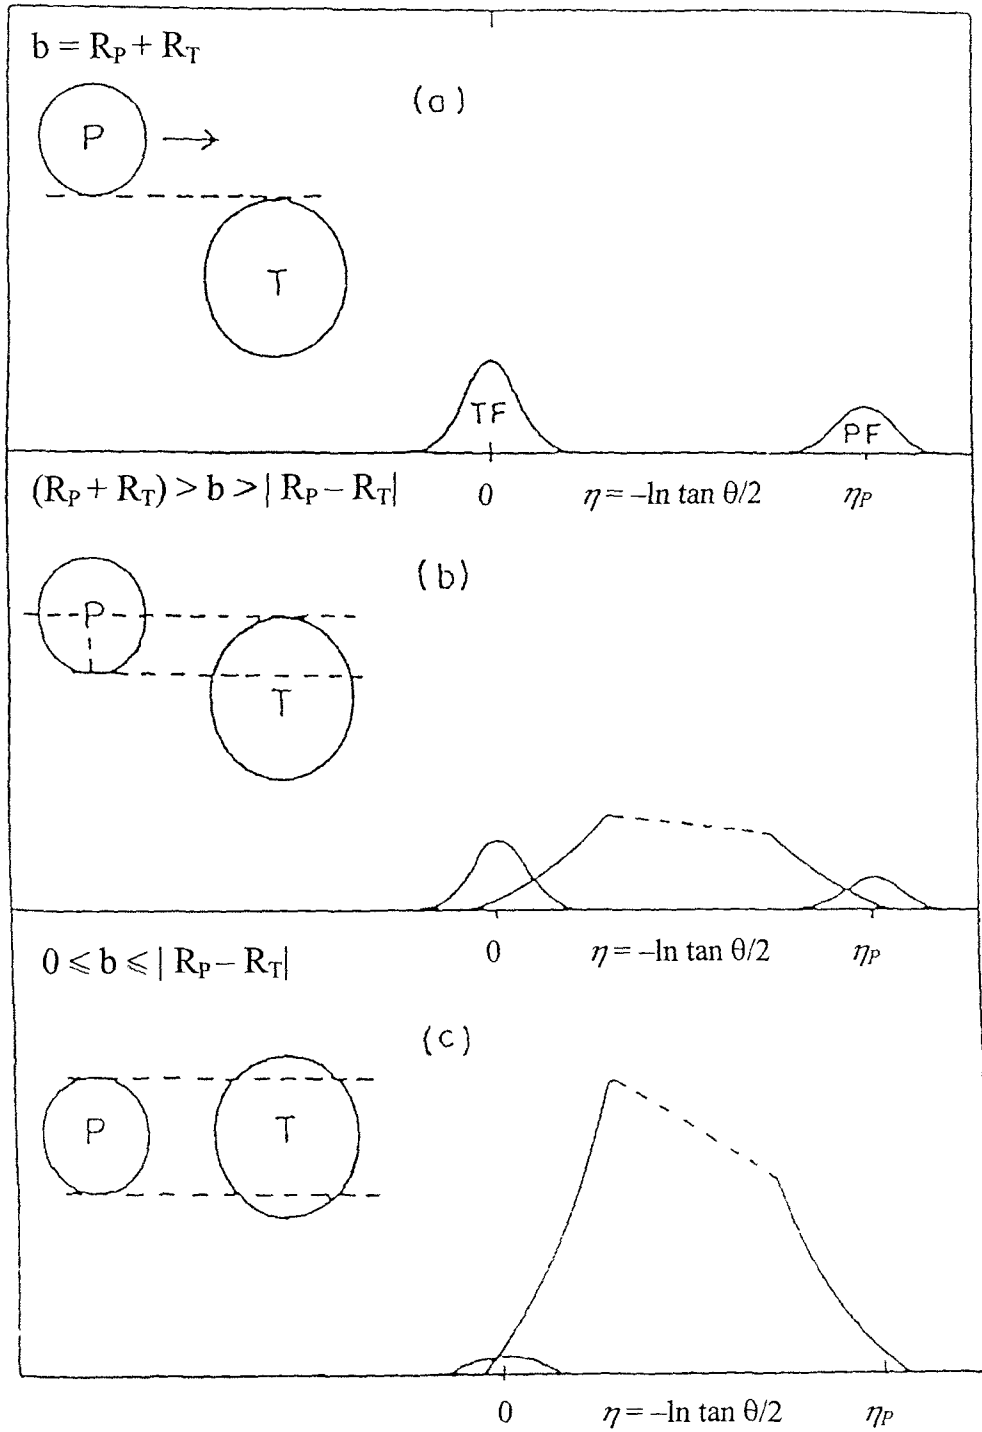 b = R_P + R_T
(a)
P
T
TF
PF
0 η = –ln tan θ/2 η_P
(R_P + R_T) > b > | R_P – R_T|
(b)
P
T
0 η = –ln tan θ/2 η_P
0 ⩽ b ⩽ | R_P – R_T|
(c)
P T
0 η = –ln tan θ/2 η_P